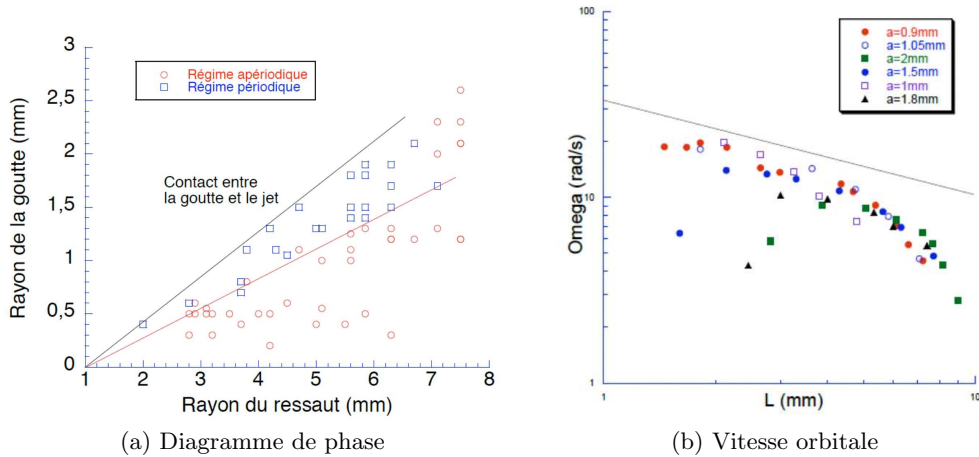 3
2,5
2
1,5
1
0,5
0
1
2
3
4
5
6
7
8
Rayon de la goutte (mm)
Rayon du ressaut (mm)
Régime apériodique
Régime périodique
Contact entre
la goutte et le jet
(a) Diagramme de phase
100
10
1
1
10
Omega (rad/s)
L (mm)
a=0.9mm
a=1.05mm
a=2mm
a=1.5mm
a=1mm
a=1.8mm
(b) Vitesse orbitale